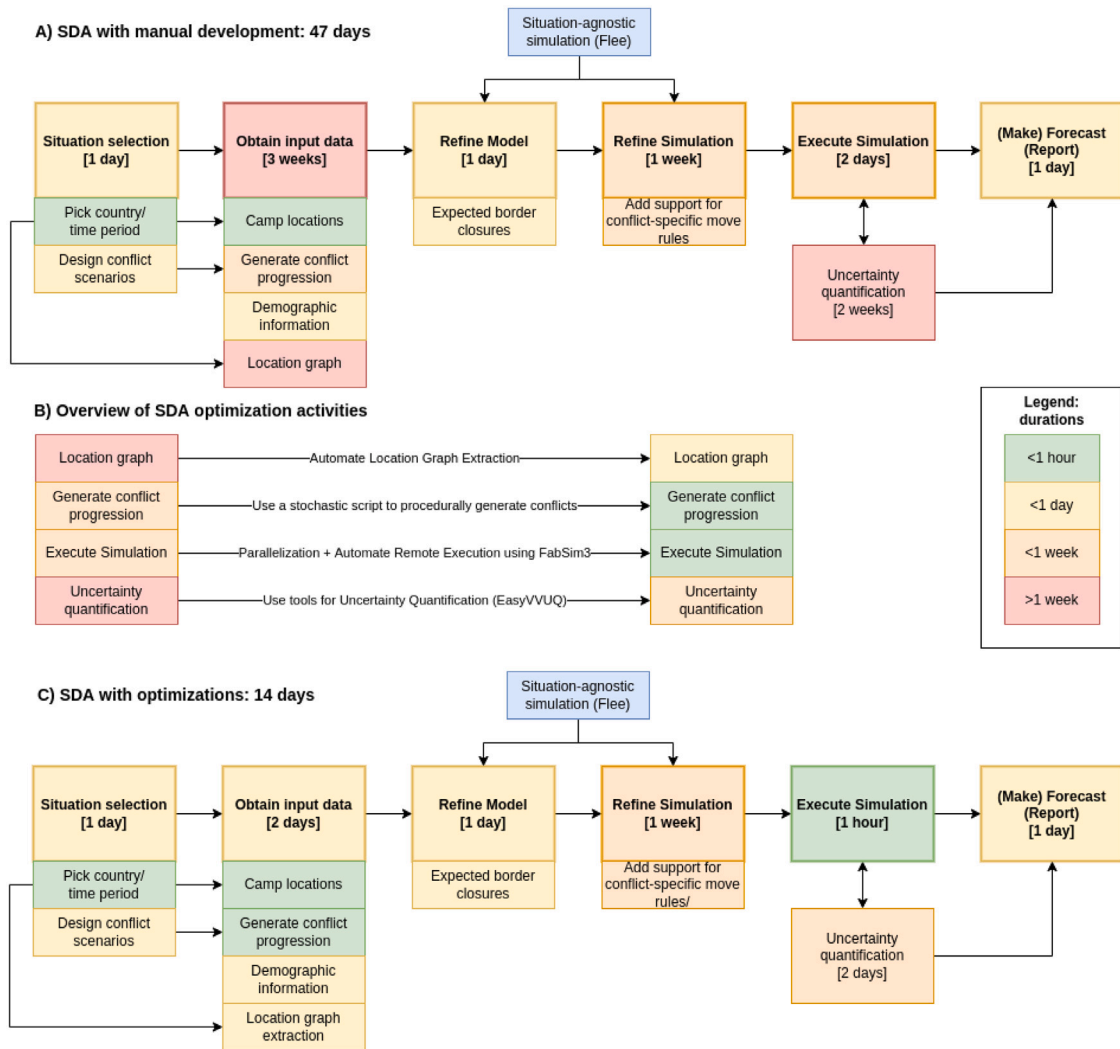 A) SDA with manual development: 47 days
Situation-agnostic
simulation (Flee)
Situation selection
[1 day]
Obtain input data
[3 weeks]
Refine Model
[1 day]
Refine Simulation
[1 week]
Execute Simulation
[2 days]
(Make) Forecast
(Report)
[1 day]
Pick country/
time period
Camp locations
Expected border
closures
Add support for
conflict-specific move
rules
Design conflict
scenarios
Generate conflict
progression
Uncertainty
quantification
[2 weeks]
Demographic
information
Location graph
B) Overview of SDA optimization activities
Location graph
Automate Location Graph Extraction
Location graph
Generate conflict
progression
Use a stochastic script to procedurally generate conflicts
Generate conflict
progression
Execute Simulation
Parallelization + Automate Remote Execution using FabSim3
Execute Simulation
Uncertainty
quantification
Use tools for Uncertainty Quantification (EasyVVUQ)
Uncertainty
quantification
Legend:
durations
<1 hour
<1 day
<1 week
>1 week
C) SDA with optimizations: 14 days
Situation-agnostic
simulation (Flee)
Situation selection
[1 day]
Obtain input data
[2 days]
Refine Model
[1 day]
Refine Simulation
[1 week]
Execute Simulation
[1 hour]
(Make) Forecast
(Report)
[1 day]
Pick country/
time period
Camp locations
Expected border
closures
Add support for
conflict-specific move
rules/
Design conflict
scenarios
Generate conflict
progression
Uncertainty
quantification
[2 days]
Demographic
information
Location graph
extraction